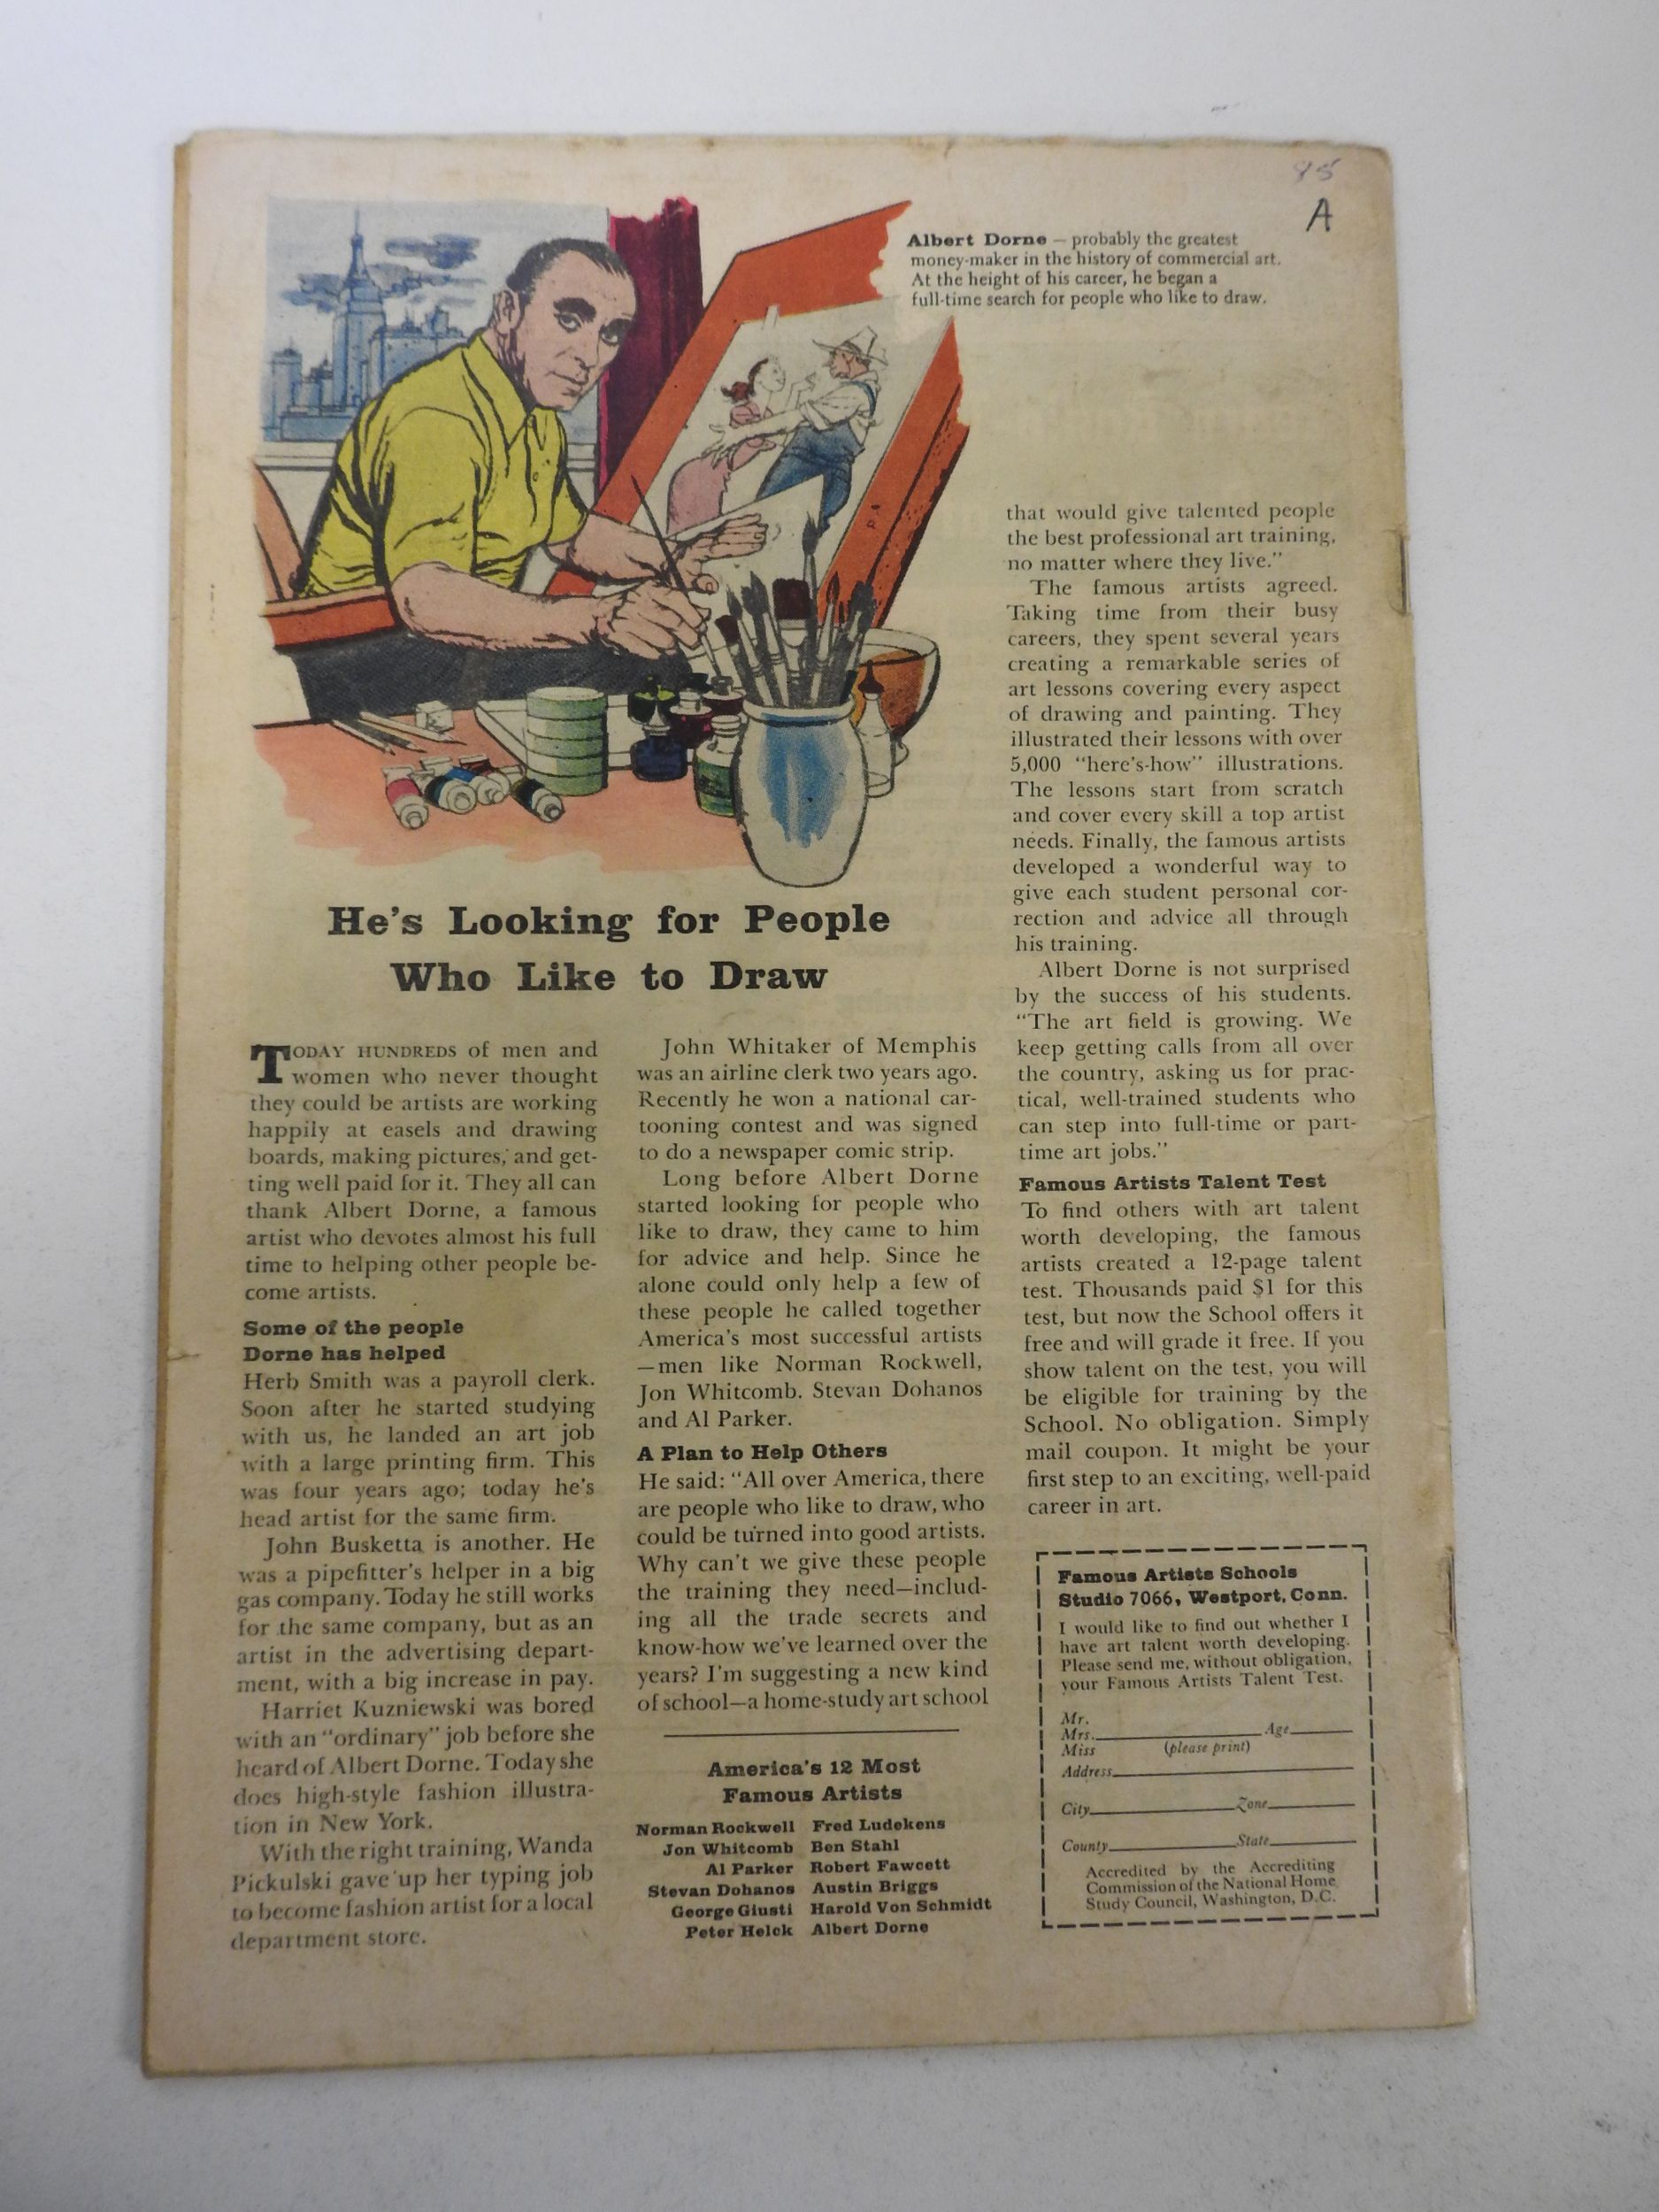 85
A
Albert Dorne — probably the greatest
money-maker in the history of commercial art.
At the height of his career, he began a
full-time search for people who like to draw.
He's Looking for People
Who Like to Draw
TODAY HUNDREDS of men and
women who never thought
they could be artists are working
happily at easels and drawing
boards, making pictures, and get-
ting well paid for it. They all can
thank Albert Dorne, a famous
artist who devotes almost his full
time to helping other people be-
come artists.
Some of the people
Dorne has helped
Herb Smith was a payroll clerk.
Soon after he started studying
with us, he landed an art job
with a large printing firm. This
was four years ago; today he's
head artist for the same firm.
John Busketta is another. He
was a pipefitter's helper in a big
gas company. Today he still works
for the same company, but as an
artist in the advertising depart-
ment, with a big increase in pay.
Harriet Kuzniewski was bored
with an "ordinary" job before she
heard of Albert Dorne. Today she
does high-style fashion illustra-
tion in New York.
With the right training, Wanda
Pickulski gave up her typing job
to become fashion artist for a local
department store.
John Whitaker of Memphis
was an airline clerk two years ago.
Recently he won a national car-
tooning contest and was signed
to do a newspaper comic strip.
Long before Albert Dorne
started looking for people who
like to draw, they came to him
for advice and help. Since he
alone could only help a few of
these people he called together
America's most successful artists
—men like Norman Rockwell,
Jon Whitcomb. Stevan Dohanos
and Al Parker.
A Plan to Help Others
He said: "All over America, there
are people who like to draw, who
could be turned into good artists.
Why can't we give these people
the training they need—includ-
ing all the trade secrets and
know-how we've learned over the
years? I'm suggesting a new kind
of school—a home-study art school
America's 12 Most
Famous Artists
Norman Rockwell Fred Ludekens
Jon Whitcomb Ben Stahl
Al Parker Robert Fawcett
Stevan Dohanos Austin Briggs
George Giusti Harold Von Schmidt
Peter Helck Albert Dorne
that would give talented people
the best professional art training,
no matter where they live."
The famous artists agreed.
Taking time from their busy
careers, they spent several years
creating a remarkable series of
art lessons covering every aspect
of drawing and painting. They
illustrated their lessons with over
5,000 "here's-how" illustrations.
The lessons start from scratch
and cover every skill a top artist
needs. Finally, the famous artists
developed a wonderful way to
give each student personal cor-
rection and advice all through
his training.
Albert Dorne is not surprised
by the success of his students.
"The art field is growing. We
keep getting calls from all over
the country, asking us for prac-
tical, well-trained students who
can step into full-time or part-
time art jobs."
Famous Artists Talent Test
To find others with art talent
worth developing, the famous
artists created a 12-page talent
test. Thousands paid $1 for this
test, but now the School offers it
free and will grade it free. If you
show talent on the test, you will
be eligible for training by the
School. No obligation. Simply
mail coupon. It might be your
first step to an exciting, well-paid
career in art.
Famous Artists Schools
Studio 7066, Westport, Conn.
I would like to find out whether I
have art talent worth developing.
Please send me, without obligation,
your Famous Artists Talent Test.
Mr.
Mrs. Age
Miss (please print)
Address
City Zone
County State
Accredited by the Accrediting
Commission of the National Home
Study Council, Washington, D.C.